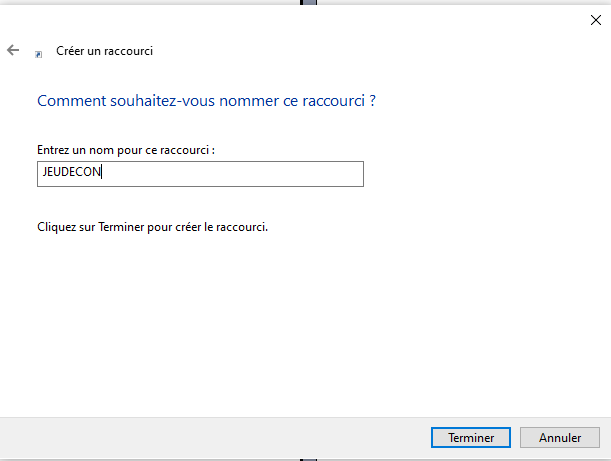 Créer un raccourci
Comment souhaitez-vous nommer ce raccourci ?
Entrez un nom pour ce raccourci :
JEUDECON
Cliquez sur Terminer pour créer le raccourci.
Terminer
Annuler